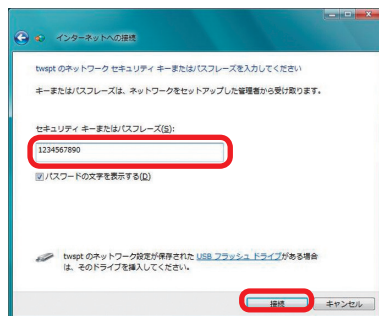 インターネットへの接続
twspt のネットワーク セキュリティ キーまたはパスフレーズを入力してください
キーまたはパスフレーズは、ネットワークをセットアップした管理者から受け取ります。
セキュリティ キーまたはパスフレーズ(S):
1234567890
パスワードの文字を表示する(D)
twspt のネットワーク設定が保存された USB フラッシュ ドライブがある場合
は、そのドライブを挿入してください。
接続 キャンセル